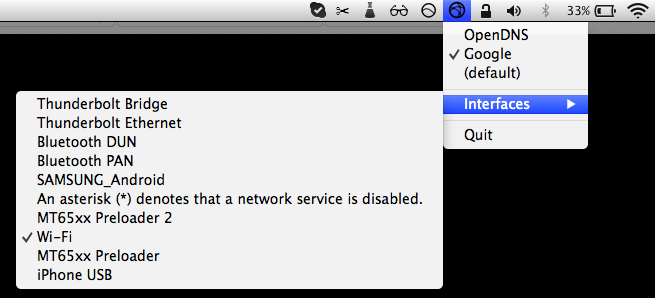 33%
OpenDNS
Google
(default)
Interfaces
Quit
Thunderbolt Bridge
Thunderbolt Ethernet
Bluetooth DUN
Bluetooth PAN
SAMSUNG_Android
An asterisk (*) denotes that a network service is disabled.
MT65xx Preloader 2
Wi-Fi
MT65xx Preloader
iPhone USB